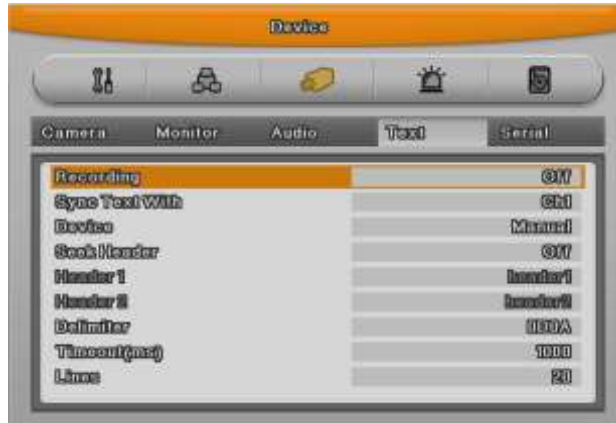 Device
Camera Monitor Audio Text Serial
Recording Off
Sync Text With Ch1
Device Manual
Seek Header Off
Header 1 header1
Header 2 header2
Delimiter 0D0A
Timeout(ms) 1000
Lines 20